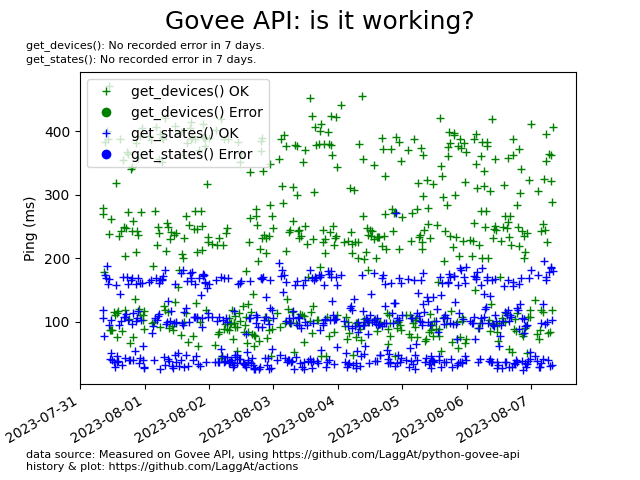 Govee API: is it working?
get_devices(): No recorded error in 7 days.
get_states(): No recorded error in 7 days.
get_devices() OK
get_devices() Error
get_states() OK
get_states() Error
Ping (ms)
400
300
200
100
2023-07-31
2023-08-01
2023-08-02
2023-08-03
2023-08-04
2023-08-05
2023-08-06
2023-08-07
data source: Measured on Govee API, using https://github.com/LaggAt/python-govee-api
history & plot: https://github.com/LaggAt/actions